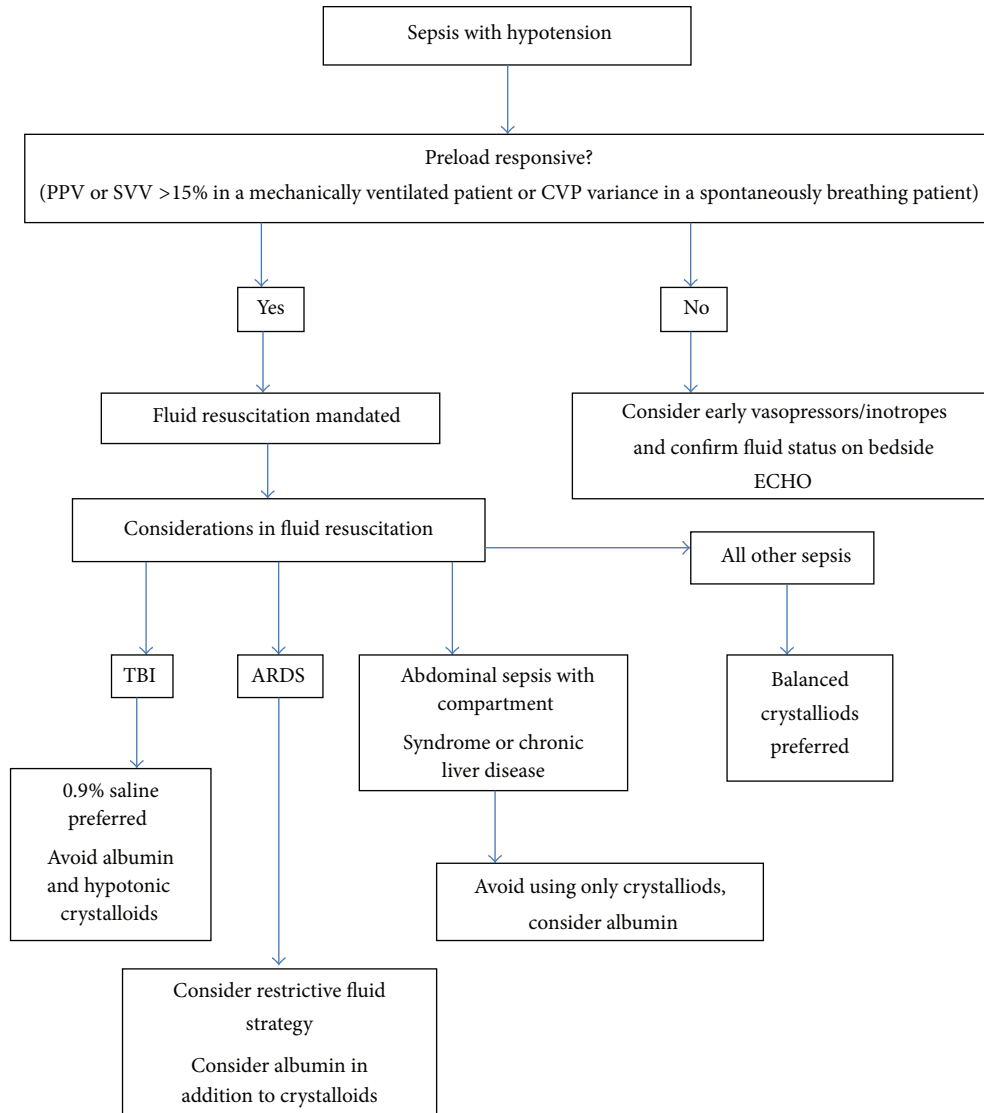 Sepsis with hypotension
Preload responsive?
(PPV or SVV >15% in a mechanically ventilated patient or CVP variance in a spontaneously breathing patient)
Yes
No
Fluid resuscitation mandated
Consider early vasopressors/inotropes
and confirm fluid status on bedside
ECHO
Considerations in fluid resuscitation
All other sepsis
TBI
ARDS
Abdominal sepsis with
compartment
Syndrome or chronic
liver disease
Balanced
crystalliods
preferred
0.9% saline
preferred
Avoid albumin
and hypotonic
crystalloids
Avoid using only crystalliods,
consider albumin
Consider restrictive fluid
strategy
Consider albumin in
addition to crystalloids